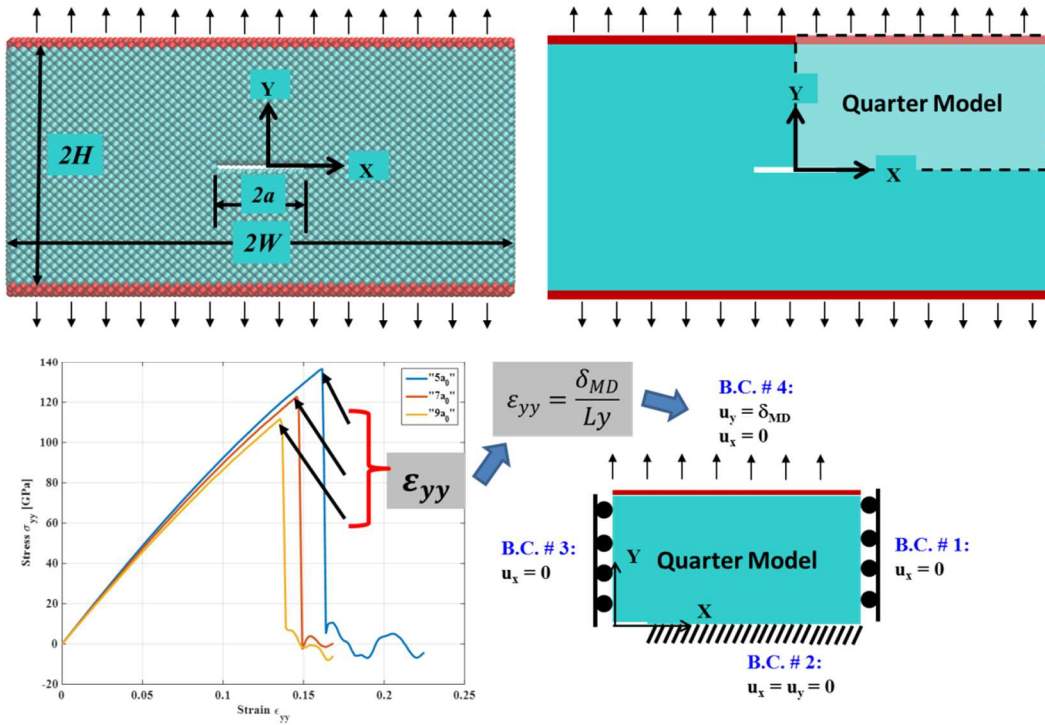 Y
X
2H
2a
2W
Y
Quarter Model
X
140
120
100
80
60
40
20
0
-20
0
0.05
0.1
0.15
0.2
0.25
Stress σyy [GPa]
Strain ϵyy
"5a0"
"7a0"
"9a0"
εyy
εyy = δMD / Ly
B.C. # 4:
uy = δMD
ux = 0
B.C. # 3:
ux = 0
Y
Quarter Model
X
B.C. # 1:
ux = 0
B.C. # 2:
ux = uy = 0